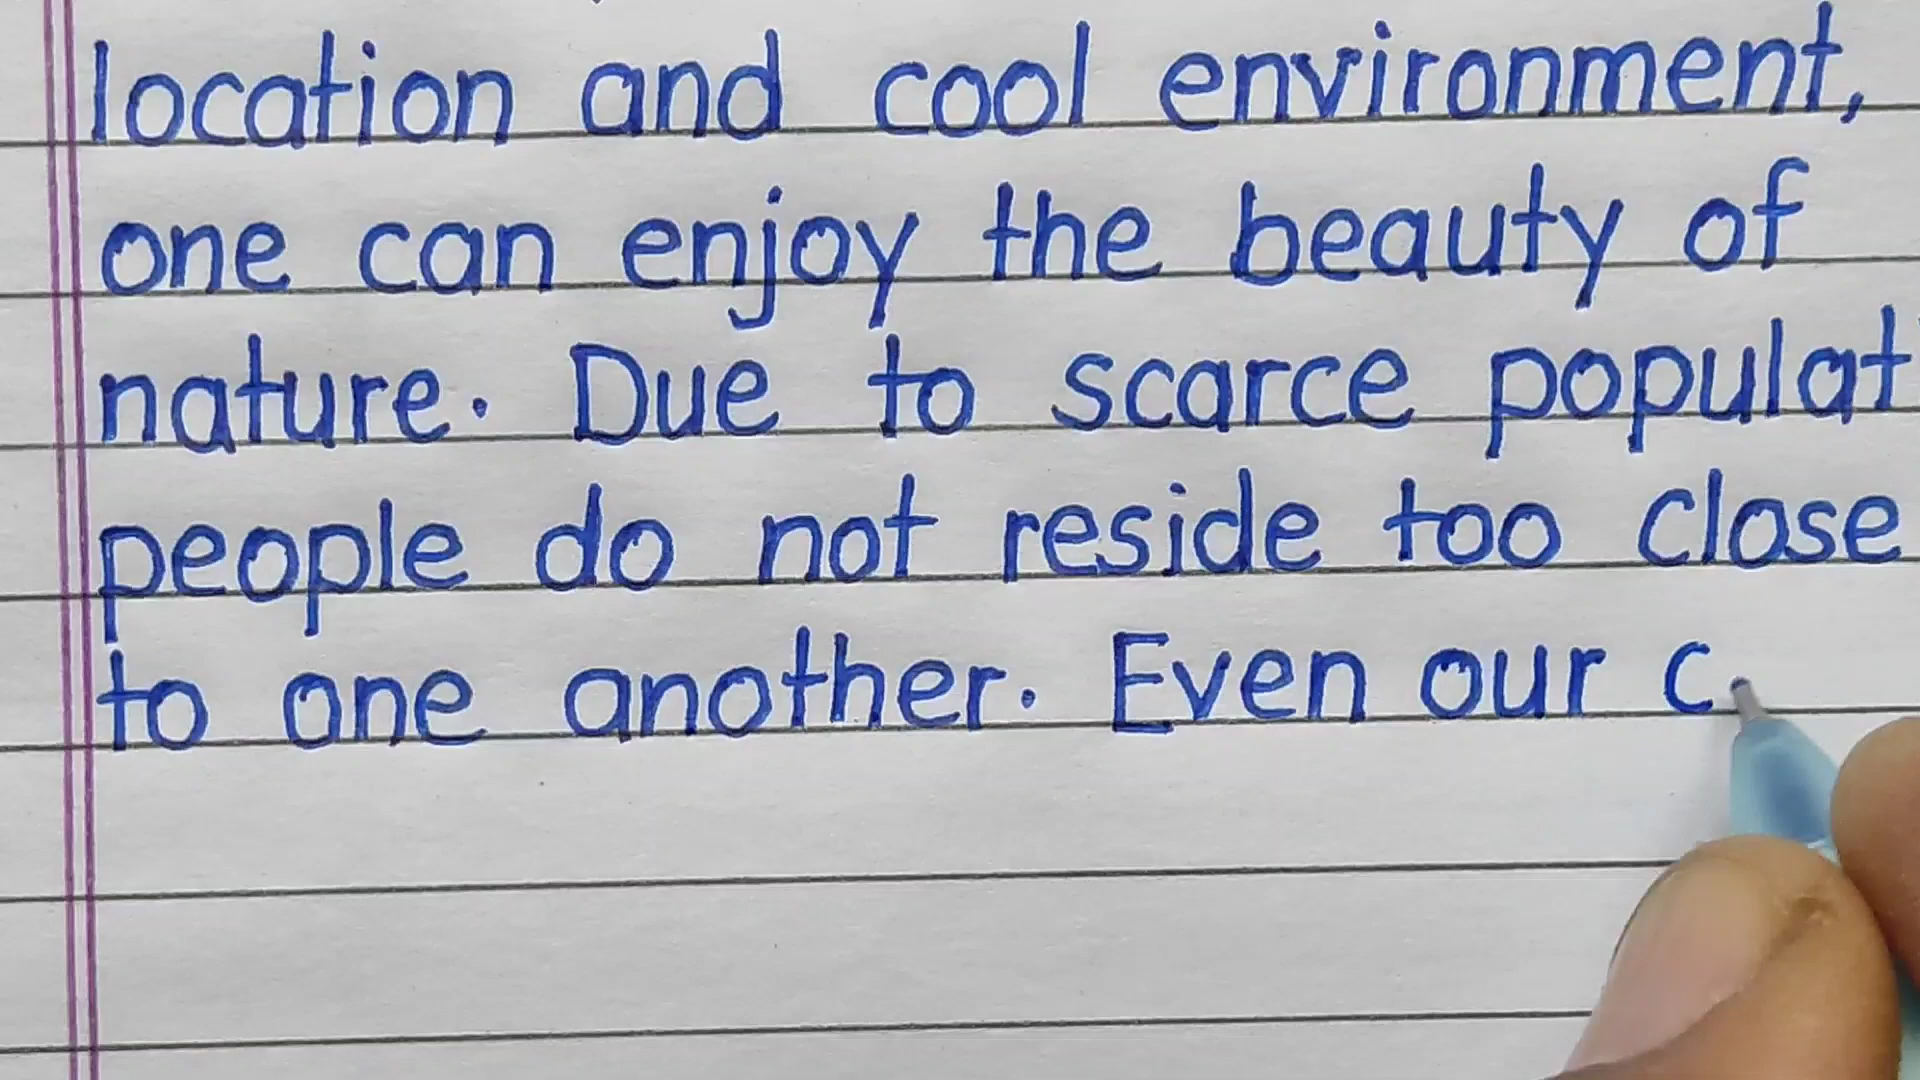 location and cool environment,
one can enjoy the beauty of
nature. Due to scarce populat
people do not reside too close
to one another. Even our c